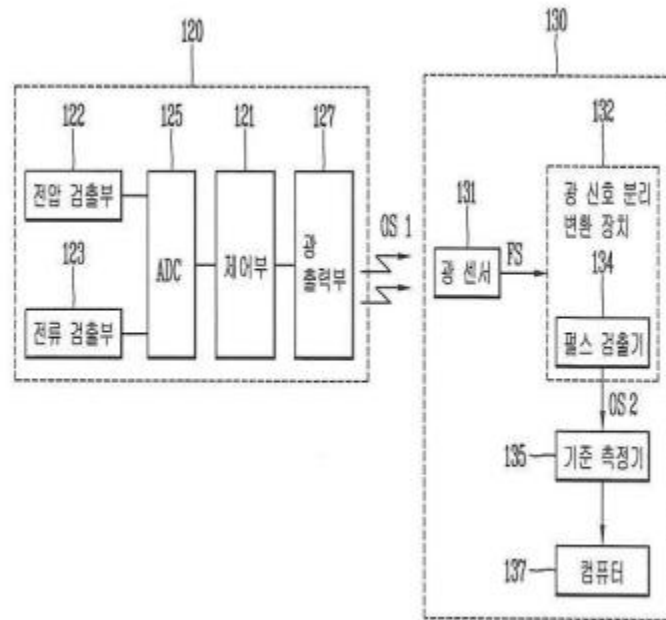 120
130
122
125
121
127
132
전압 검출부
ADC
제어부
광 출력부
OS 1
131
광 센서
FS
광 신호 분리
변환 장치
134
펄스 검출기
123
전류 검출부
OS 2
135
기준 측정기
137
컴퓨터